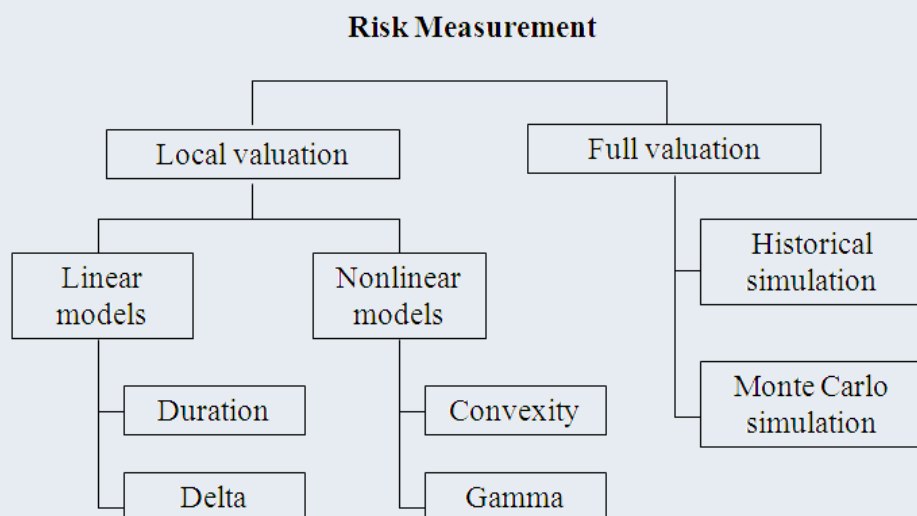 Risk Measurement
Local valuation
Full valuation
Linear
models
Nonlinear
models
Historical
simulation
Duration
Convexity
Monte Carlo
simulation
Delta
Gamma